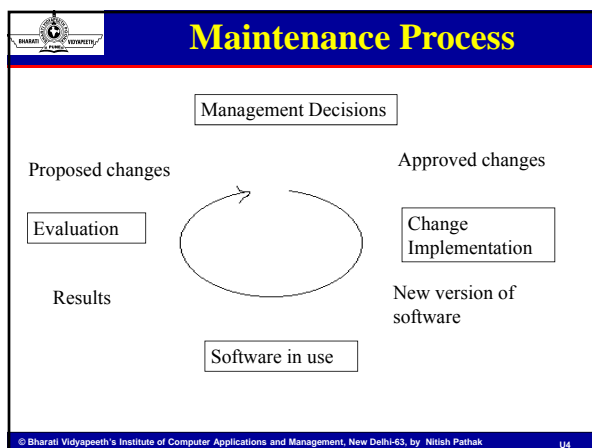 BHARATI VIDYAPEETH
PUNE
Maintenance Process
Management Decisions
Proposed changes
Approved changes
Evaluation
Change
Implementation
Results
New version of
software
Software in use
© Bharati Vidyapeeth's Institute of Computer Applications and Management, New Delhi-63, by Nitish Pathak
U4